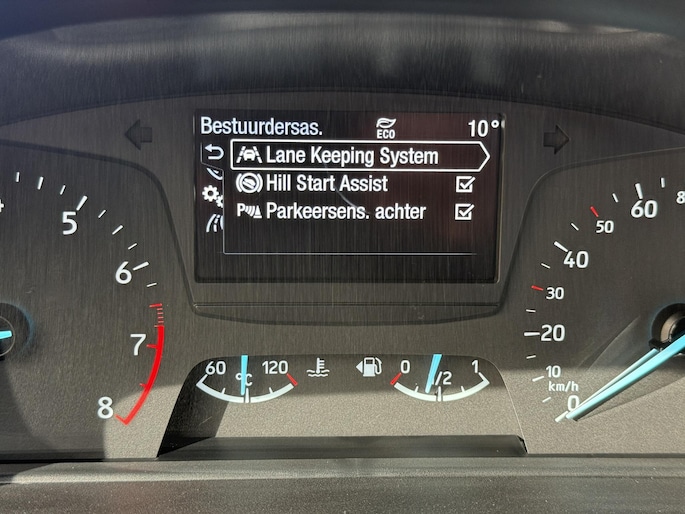 Bestuurdersas.
ECO
10°
Lane Keeping System
Hill Start Assist
P Parkeersens. achter
5
6
7
8
60 °C 120
0 1/2 1
60
50
40
30
20
10
km/h
0